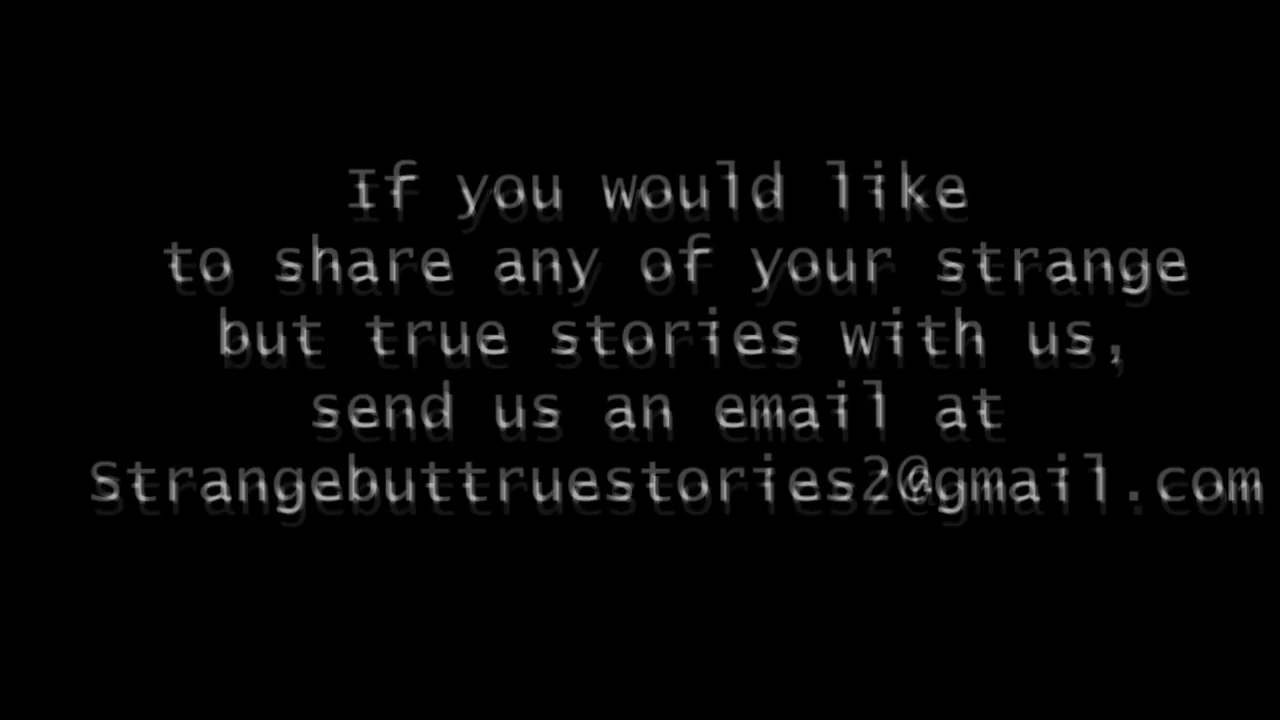 If you would like
to share any of your strange
but true stories with us,
send us an email at
Strangebuttruestories2@gmail.com